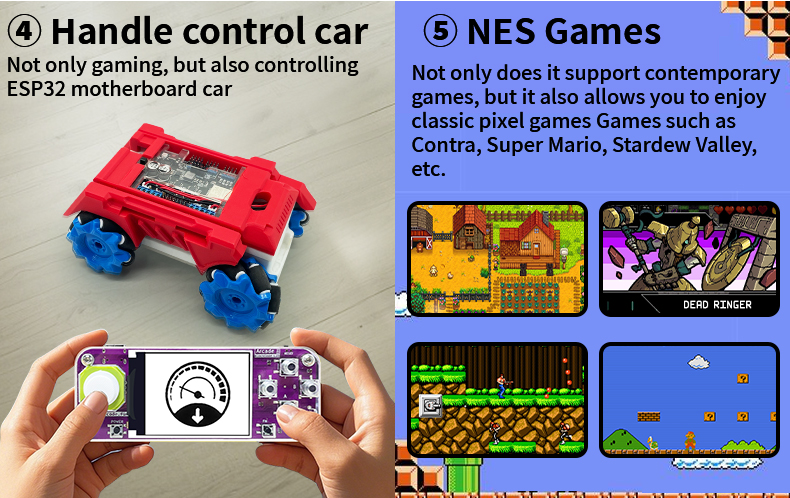 ④ Handle control car
Not only gaming, but also controlling
ESP32 motherboard car
Arcade
POWER
⑤ NES Games
Not only does it support contemporary
games, but it also allows you to enjoy
classic pixel games Games such as
Contra, Super Mario, Stardew Valley,
etc.
DEAD RINGER